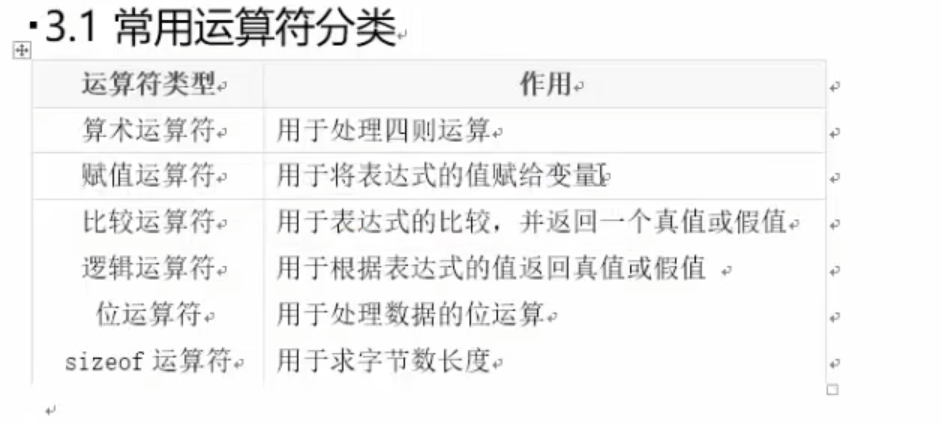 3.1 常用运算符分类
运算符类型 作用
算术运算符 用于处理四则运算
赋值运算符 用于将表达式的值赋给变量
比较运算符 用于表达式的比较，并返回一个真值或假值
逻辑运算符 用于根据表达式的值返回真值或假值
位运算符 用于处理数据的位运算
sizeof 运算符 用于求字节数长度